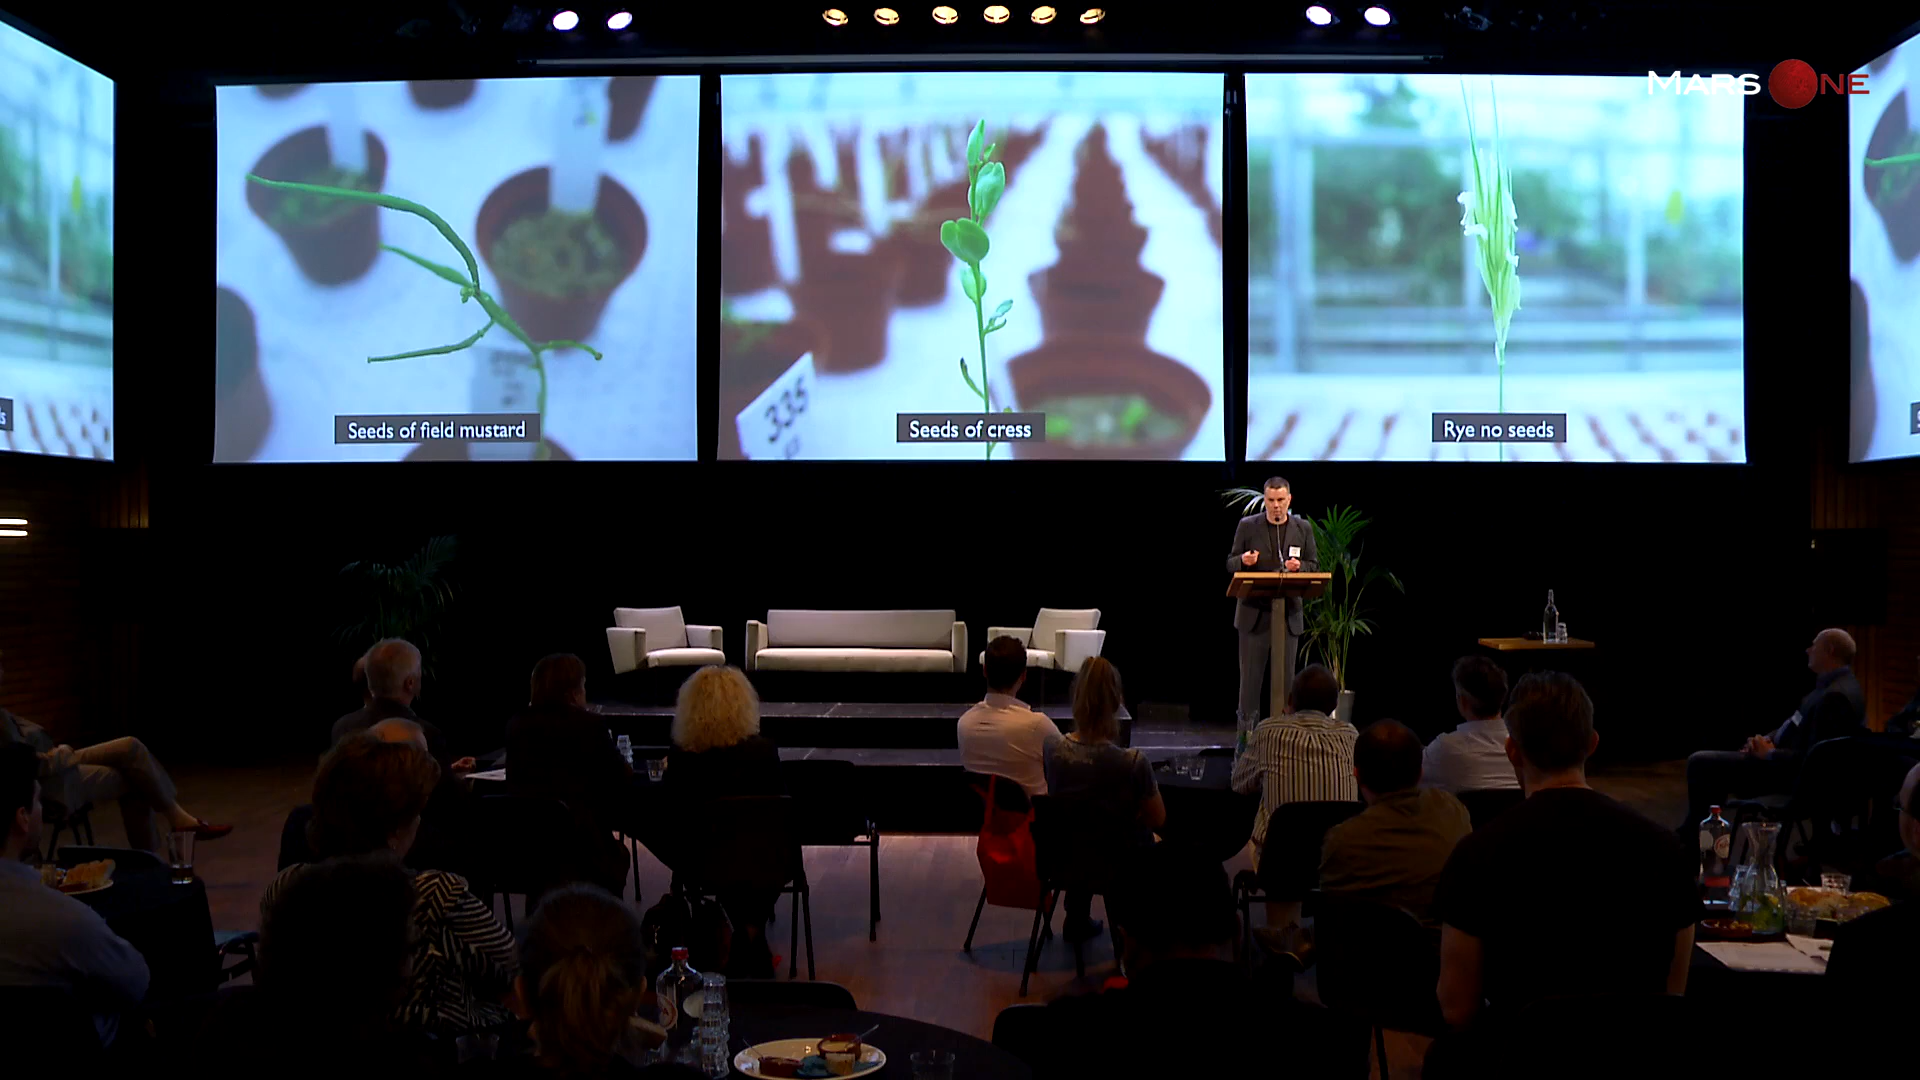 MARS ONE
Seeds of field mustard
Seeds of cress
Rye no seeds
335
s
S